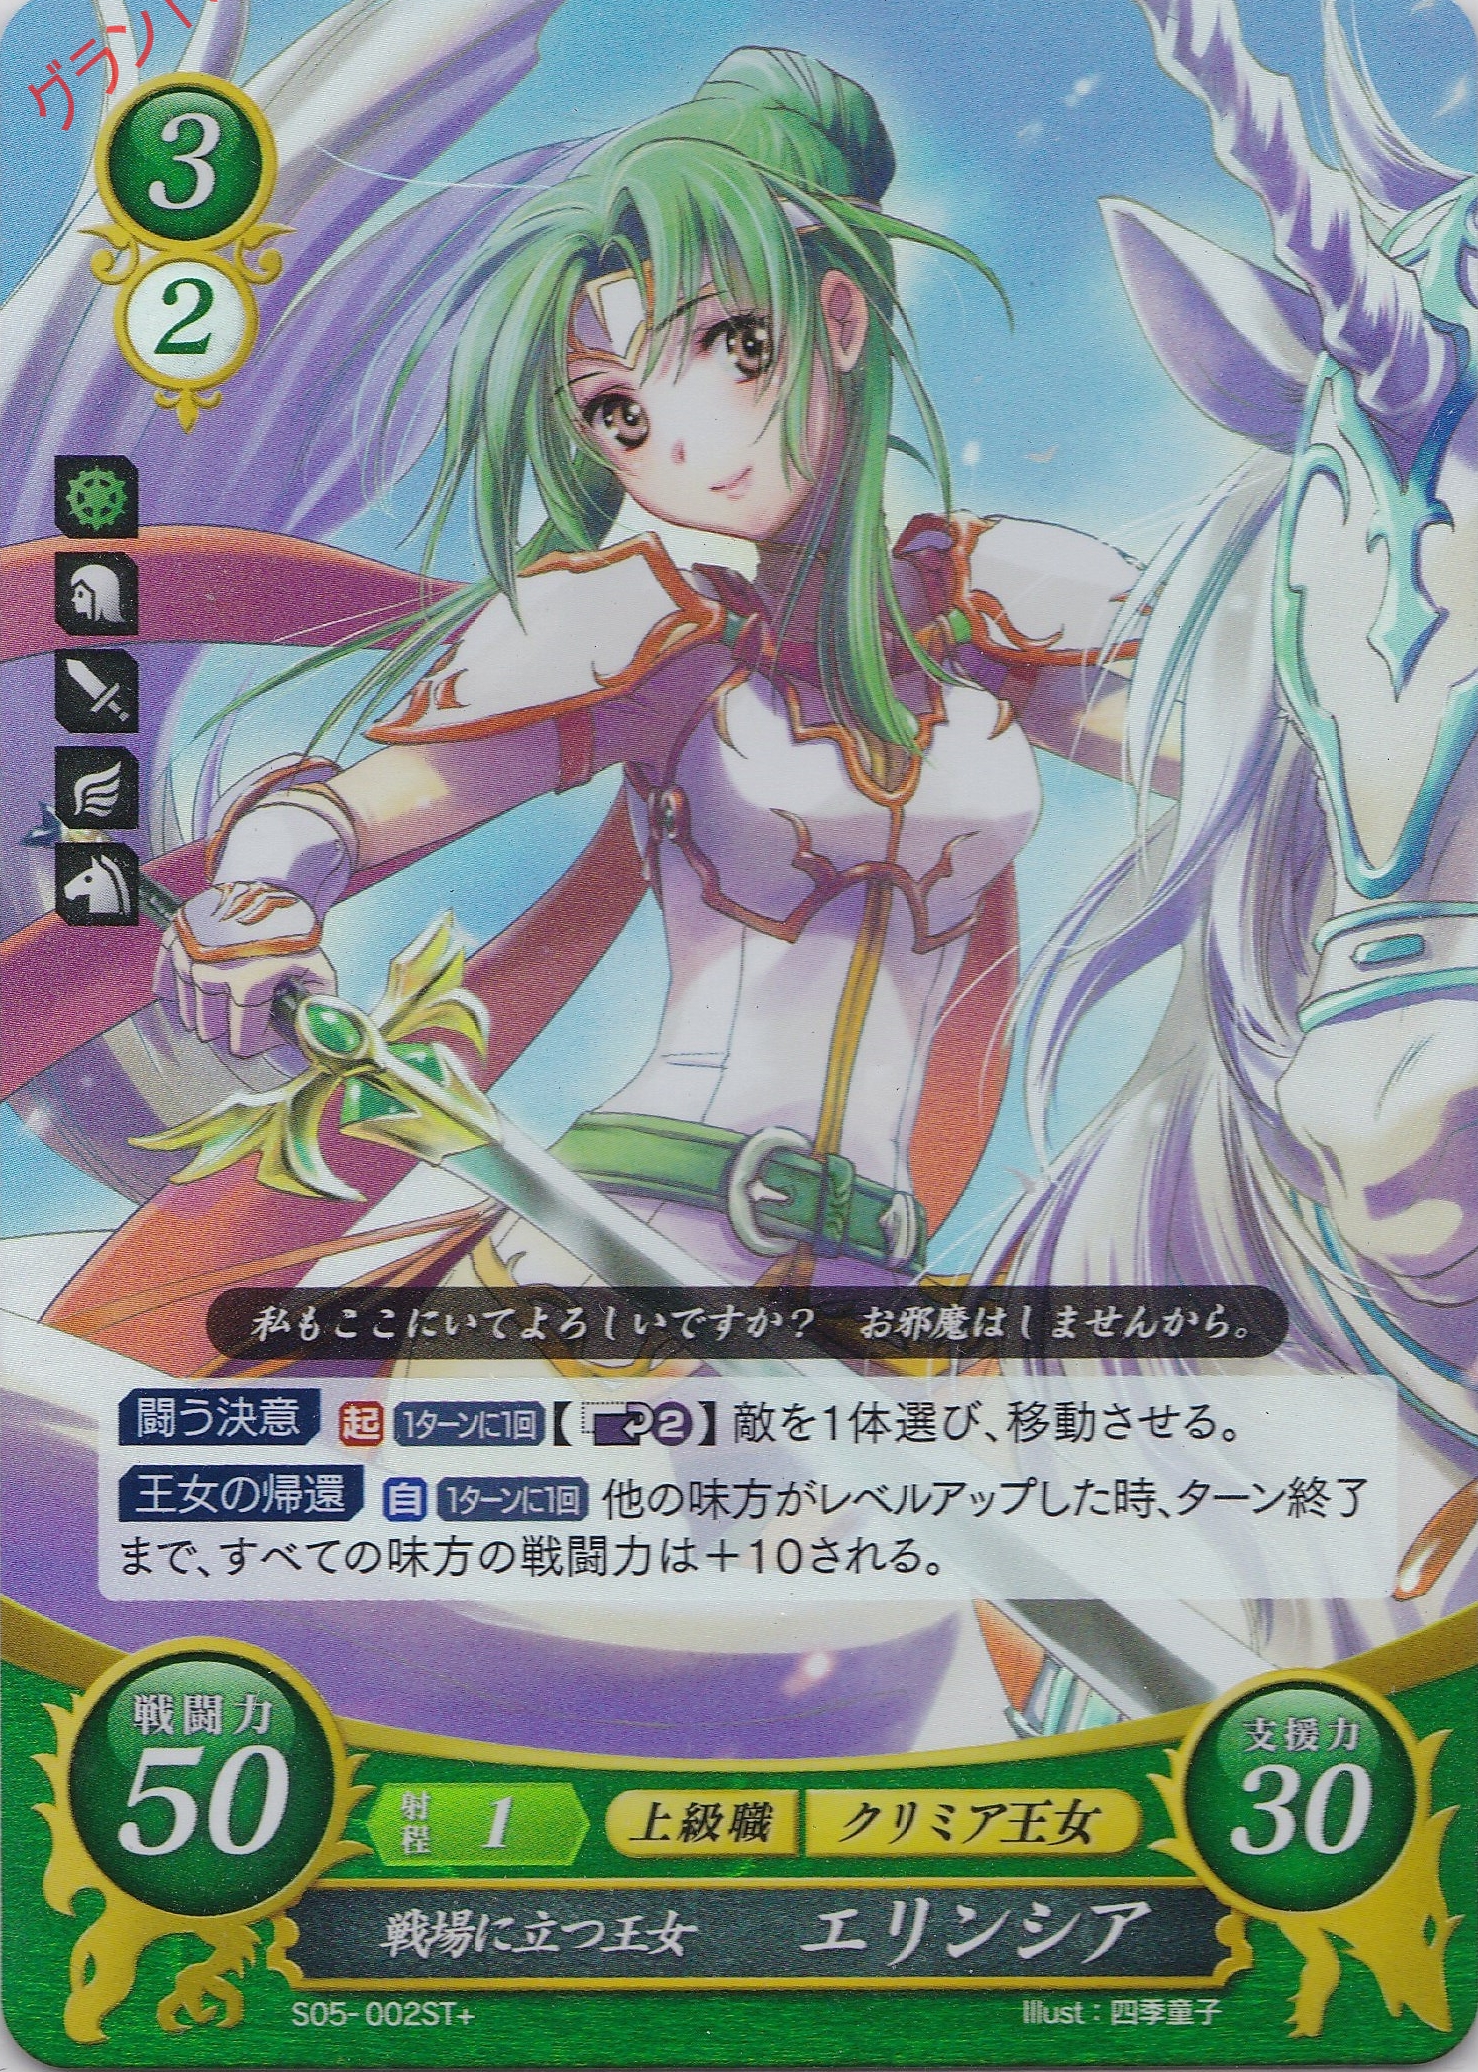 グラン
3
2
私もここにいてよろしいですか？　お邪魔はしませんから。
闘う決意 起 1ターンに1回 【2】敵を1体選び、移動させる。
王女の帰還 自 1ターンに1回 他の味方がレベルアップした時、ターン終了
まで、すべての味方の戦闘力は＋10される。
戦闘力
50
射程 1
上級職
クリミア王女
支援力
30
戦場に立つ王女　エリンシア
S05-002ST+
Illust：四季童子